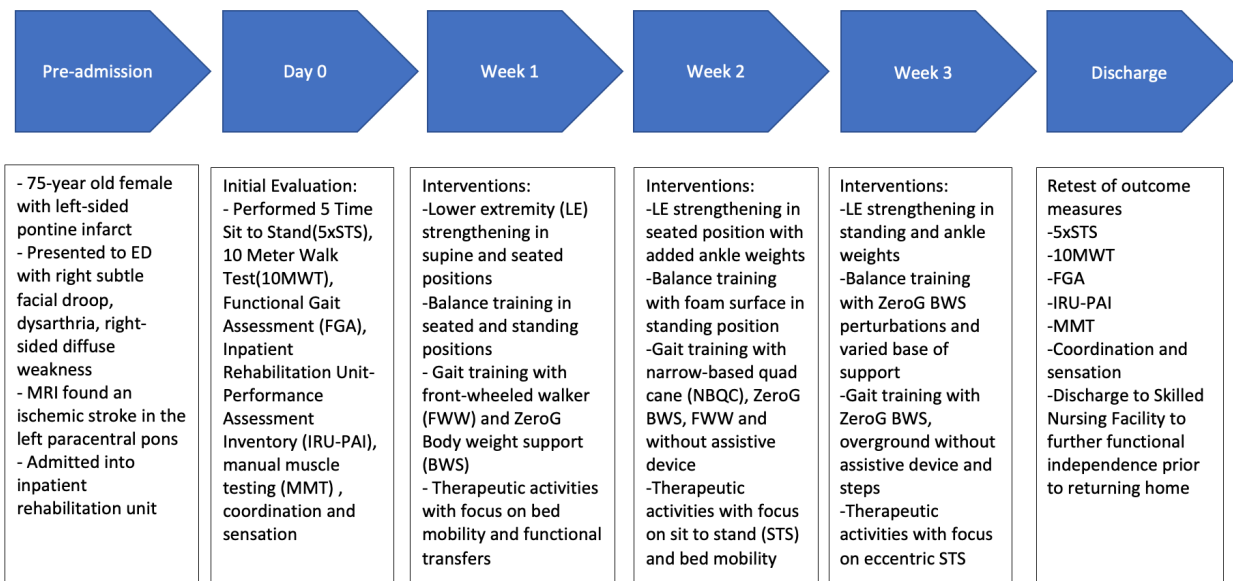 Pre-admission
Day 0
Week 1
Week 2
Week 3
Discharge
- 75-year old female
with left-sided
pontine infarct
- Presented to ED
with right subtle
facial droop,
dysarthria, right-
sided diffuse
weakness
- MRI found an
ischemic stroke in the
left paracentral pons
- Admitted into
inpatient
rehabilitation unit
Initial Evaluation:
- Performed 5 Time
Sit to Stand(5xSTS),
10 Meter Walk
Test(10MWT),
Functional Gait
Assessment (FGA),
Inpatient
Rehabilitation Unit-
Performance
Assessment
Inventory (IRU-PAI),
manual muscle
testing (MMT) ,
coordination and
sensation
Interventions:
-Lower extremity (LE)
strengthening in
supine and seated
positions
-Balance training in
seated and standing
positions
- Gait training with
front-wheeled walker
(FWW) and ZeroG
Body weight support
(BWS)
- Therapeutic activities
with focus on bed
mobility and functional
transfers
Interventions:
-LE strengthening in
seated position with
added ankle weights
-Balance training
with foam surface in
standing position
-Gait training with
narrow-based quad
cane (NBQC), ZeroG
BWS, FWW and
without assistive
device
-Therapeutic
activities with focus
on sit to stand (STS)
and bed mobility
Interventions:
-LE strengthening in
standing and ankle
weights
-Balance training
with ZeroG BWS
perturbations and
varied base of
support
-Gait training with
ZeroG BWS,
overground without
assistive device and
steps
-Therapeutic
activities with focus
on eccentric STS
Retest of outcome
measures
-5xSTS
-10MWT
-FGA
-IRU-PAI
-MMT
-Coordination and
sensation
-Discharge to Skilled
Nursing Facility to
further functional
independence prior
to returning home